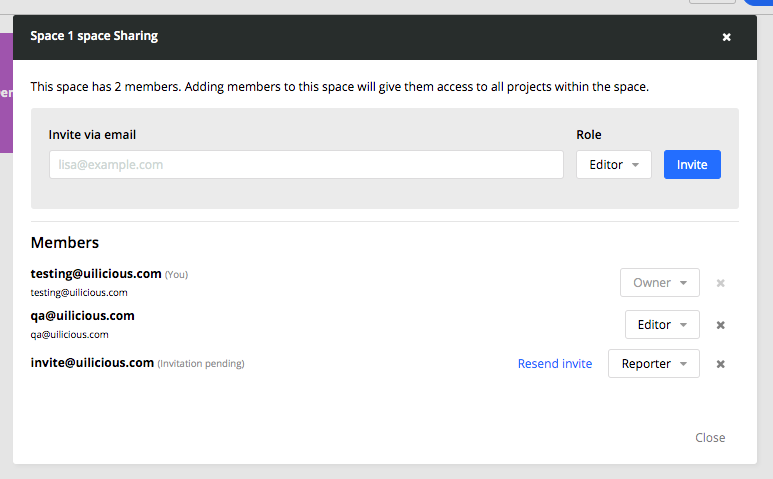 Space 1 space Sharing
This space has 2 members. Adding members to this space will give them access to all projects within the space.
Invite via email
Role
lisa@example.com
Editor
Invite
Members
testing@uilicious.com (You)
Owner
testing@uilicious.com
qa@uilicious.com
Editor
qa@uilicious.com
invite@uilicious.com (Invitation pending)
Resend invite
Reporter
Close